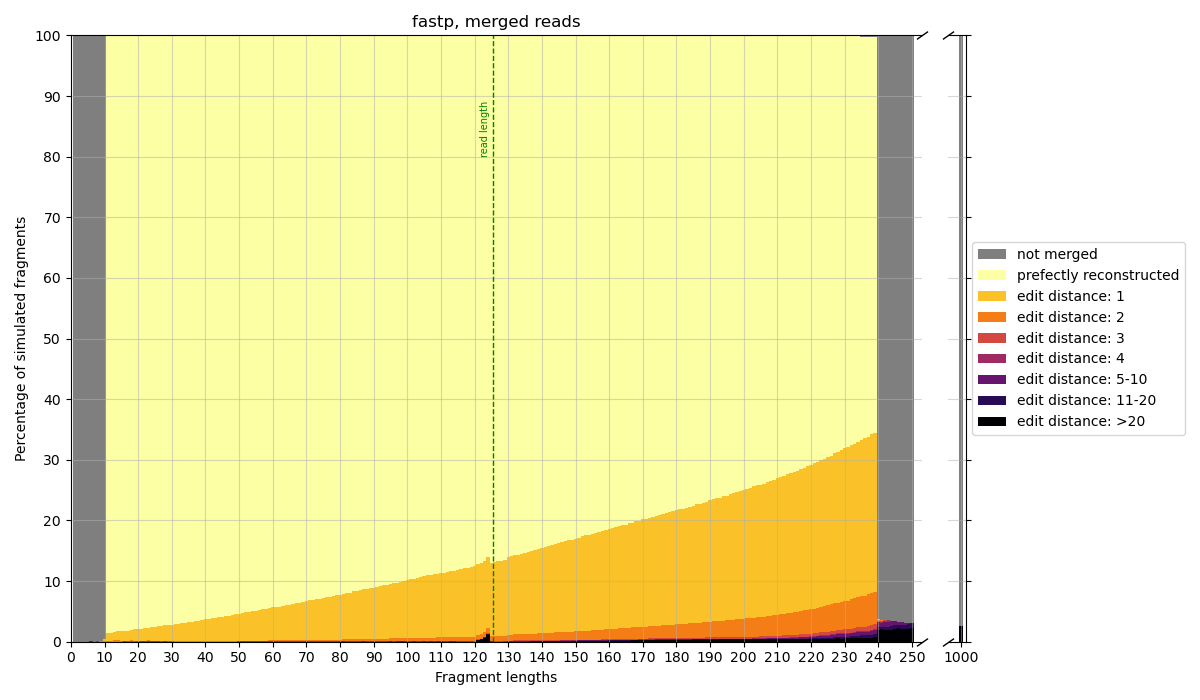 fastp, merged reads
100
90
80
70
60
50
40
30
20
10
0
Percentage of simulated fragments
read length
0 10 20 30 40 50 60 70 80 90 100 110 120 130 140 150 160 170 180 190 200 210 220 230 240 250 1000
Fragment lengths
not merged
prefectly reconstructed
edit distance: 1
edit distance: 2
edit distance: 3
edit distance: 4
edit distance: 5-10
edit distance: 11-20
edit distance: >20